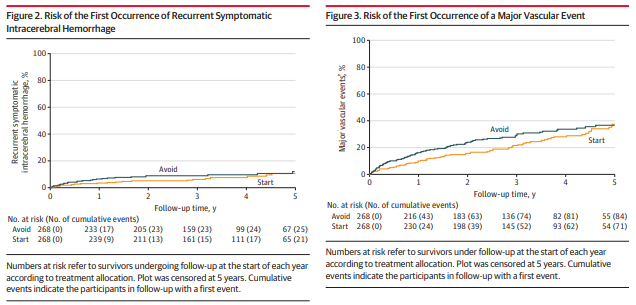 Figure 2. Risk of the First Occurrence of Recurrent Symptomatic
Intracerebral Hemorrhage
100
80
60
40
20
0
Recurrent symptomatic
intracerebral hemorrhage, %
Avoid
Start
0 1 2 3 4 5
Follow-up time, y
No. at risk (No. of cumulative events)
Avoid 268 (0) 233 (17) 205 (23) 159 (23) 99 (24) 67 (25)
Start 268 (0) 239 (9) 211 (13) 161 (15) 111 (17) 65 (21)
Numbers at risk refer to survivors undergoing follow-up at the start of each year
according to treatment allocation. Plot was censored at 5 years. Cumulative
events indicate the participants in follow-up with a first event.
Figure 3. Risk of the First Occurrence of a Major Vascular Event
100
80
60
40
20
0
Major vascular events, %
Avoid
Start
0 1 2 3 4 5
Follow-up time, y
No. at risk (No. of cumulative events)
Avoid 268 (0) 216 (43) 183 (63) 136 (74) 82 (81) 55 (84)
Start 268 (0) 230 (24) 198 (39) 145 (52) 93 (62) 54 (71)
Numbers at risk refer to survivors under follow-up at the start of each year
according to treatment allocation. Plot was censored at 5 years. Cumulative
events indicate the participants in follow-up with a first event.